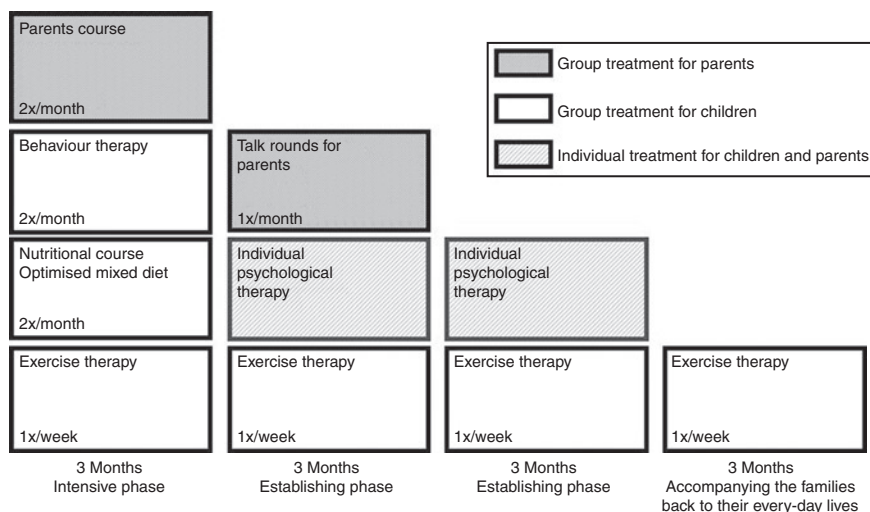 Parents course
2x/month
Group treatment for parents
Group treatment for children
Individual treatment for children and parents
Behaviour therapy
2x/month
Talk rounds for
parents
1x/month
Nutritional course
Optimised mixed diet
2x/month
Individual
psychological
therapy
Individual
psychological
therapy
Exercise therapy
1x/week
Exercise therapy
1x/week
Exercise therapy
1x/week
Exercise therapy
1x/week
3 Months
Intensive phase
3 Months
Establishing phase
3 Months
Establishing phase
3 Months
Accompanying the families
back to their every-day lives